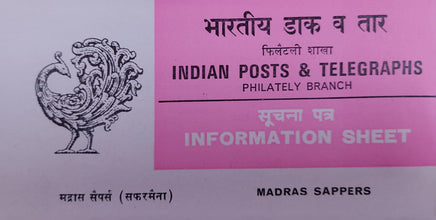 भारतीय डाक व तार
फिलैटली शाखा
INDIAN POSTS & TELEGRAPHS
PHILATELY BRANCH
सूचना पत्र
INFORMATION SHEET
मद्रास सैपर्स (सफरमैना)
MADRAS SAPPERS